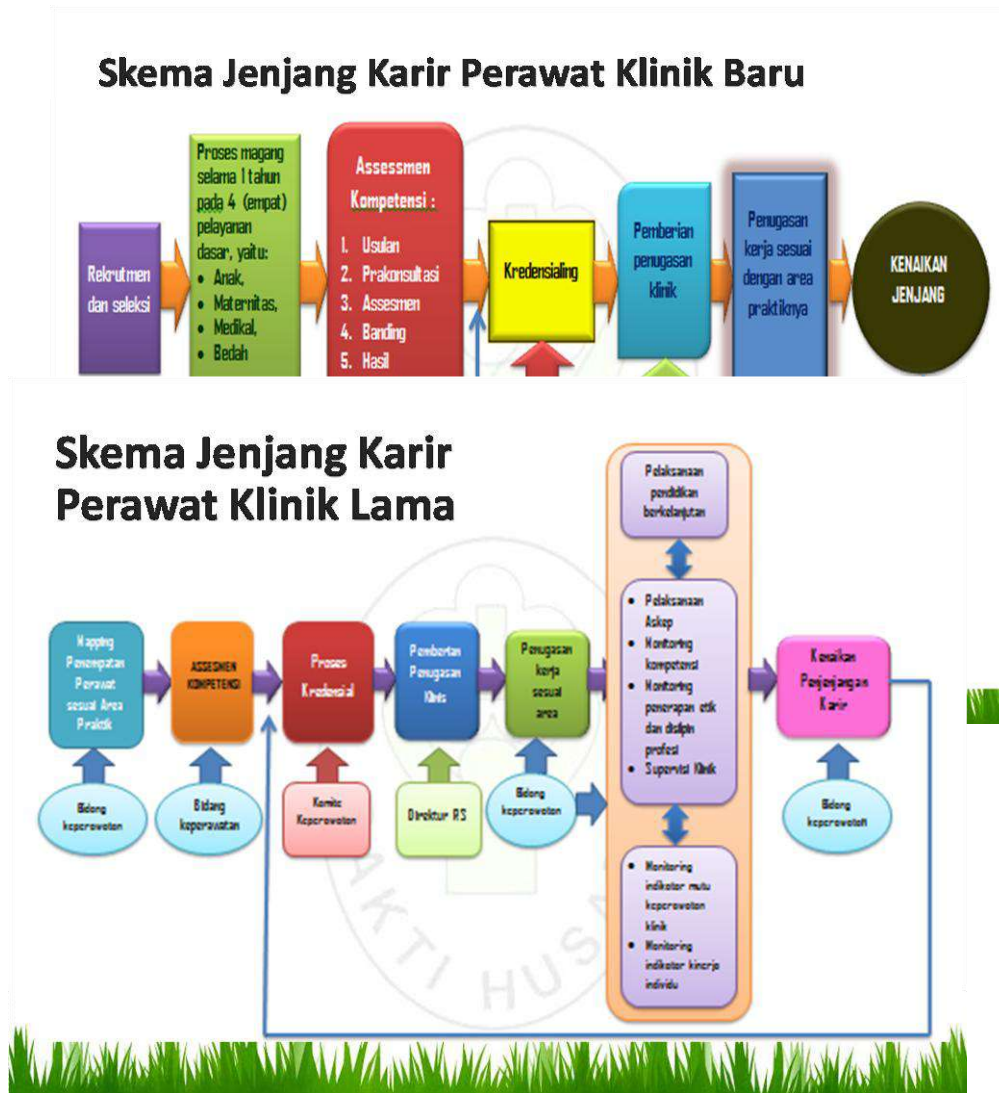 Skema Jenjang Karir Perawat Klinik Baru
Rekrutmen
dan seleksi
Proses magang
selama 1 tahun
pada 4 (empat)
pelayanan
dasar, yaitu:
• Anak,
• Maternitas,
• Medikal,
• Bedah
Assessmen
Kompetensi :
1. Usulan
2. Prakonsultasi
3. Assesmen
4. Banding
5. Hasil
Kredensialing
Pemberian
penugasan
klinik
Penugasan
kerja sesuai
dengan area
praktiknya
KENAIKAN
JENJANG
Skema Jenjang Karir
Perawat Klinik Lama
Mapping
Penempatan
Perawat
sesuai Area
Praktik
ASSESMEN
KOMPETENSI
Proses
Kredensial
Pemberian
Penugasan
Klinis
Penugasan
kerja
sesuai
area
Pelaksanaan
pendidikan
berkelanjutan
• Pelaksanaan
Askep
• Monitoring
kompetensi
• Monitoring
penerapan etik
dan disiplin
profesi
• Supervisi Klinik
• Monitoring
indikator mutu
keperawatan
klinik
• Monitoring
indikator kinerja
individu
Kenaikan
Penjenjangan
Karir
Bidang
keperawatan
Bidang
keperawatan
Komite
Keperawatan
Direktur RS
Bidang
keperawatan
Bidang
keperawatan
AKTI HUSA